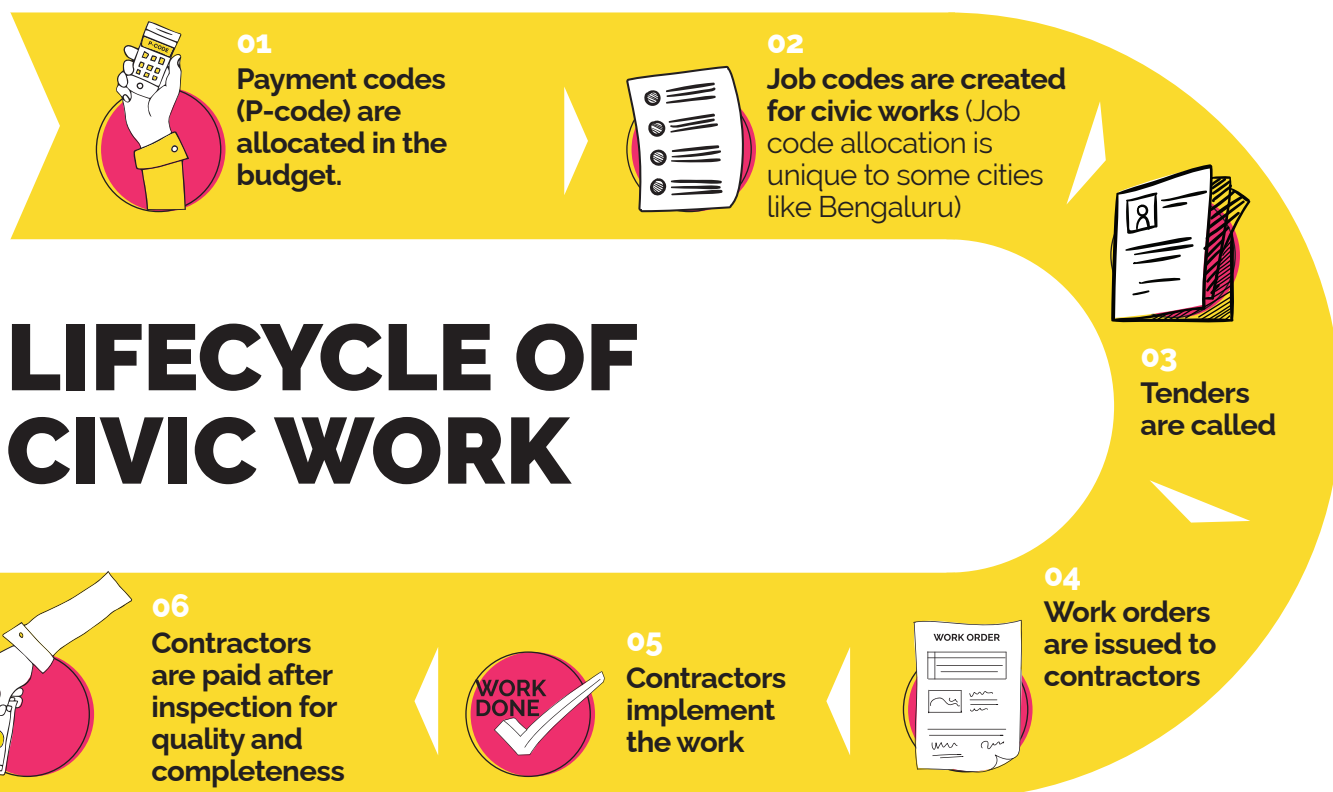 P-CODE
01
Payment codes
(P-code) are
allocated in the
budget.
02
Job codes are created
for civic works (Job
code allocation is
unique to some cities
like Bengaluru)
03
Tenders
are called
LIFECYCLE OF
CIVIC WORK
04
Work orders
are issued to
contractors
WORK ORDER
05
Contractors
implement
the work
WORK
DONE
06
Contractors
are paid after
inspection for
quality and
completeness